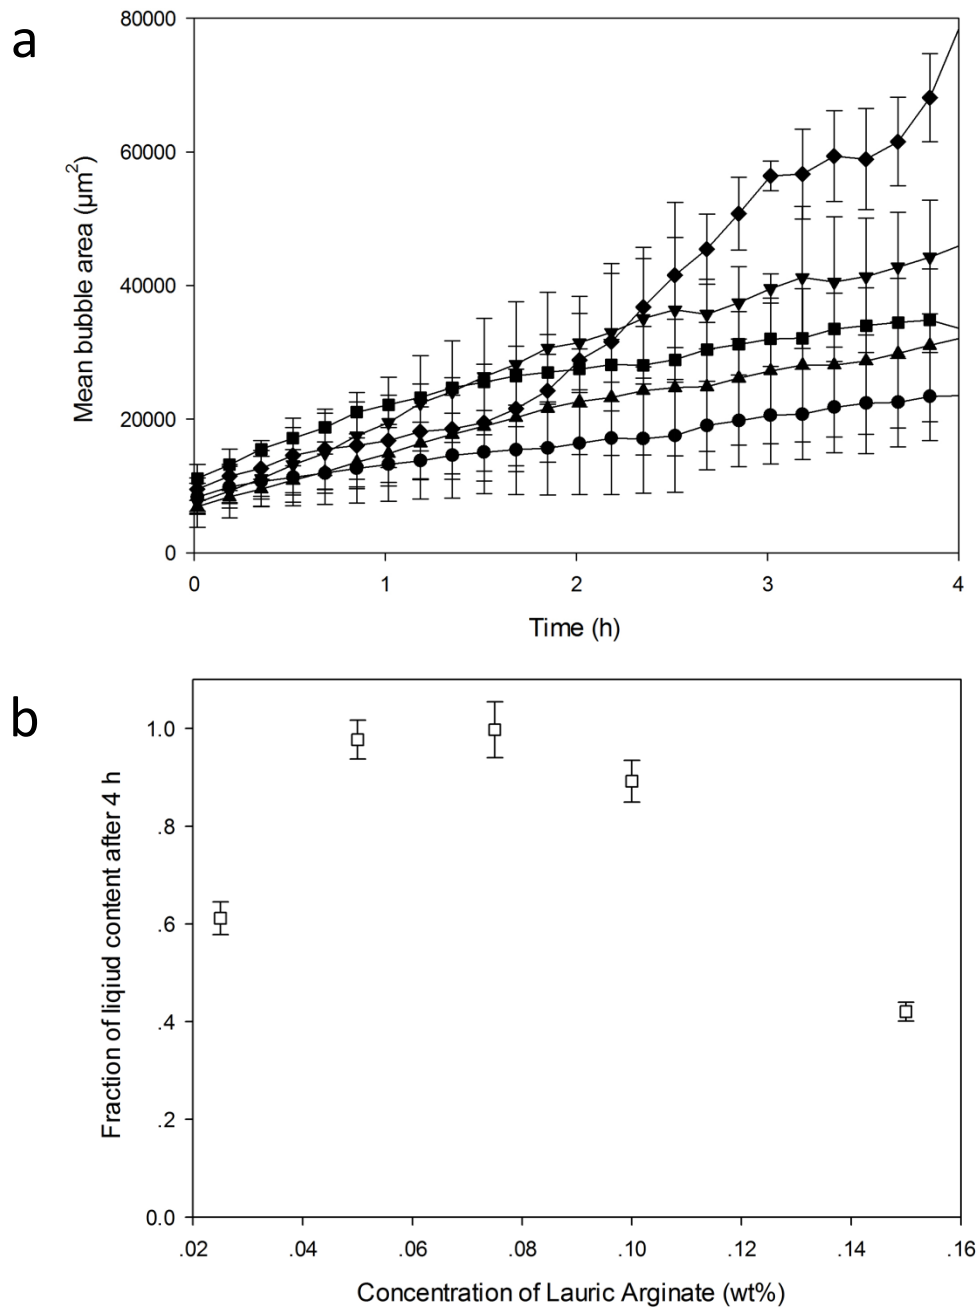 a
80000
60000
40000
20000
0
Mean bubble area (µm²)
0 1 2 3 4
Time (h)
b
1.0
.8
.6
.4
.2
0.0
Fraction of liqiud content after 4 h
.02 .04 .06 .08 .10 .12 .14 .16
Concentration of Lauric Arginate (wt%)